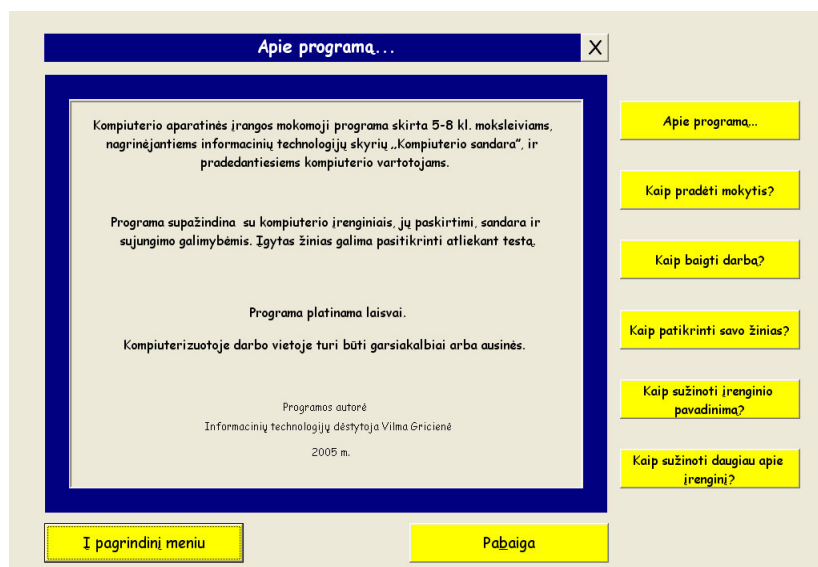 Apie programą...
X
Kompiuterio aparatinės įrangos mokomoji programa skirta 5-8 kl. moksleiviams,
nagrinėjantiems informacinių technologijų skyrių ,,Kompiuterio sandara", ir
pradedantiesiems kompiuterio vartotojams.
Programa supažindina su kompiuterio įrenginiais, jų paskirtimi, sandara ir
sujungimo galimybėmis. Įgytas žinias galima pasitikrinti atliekant testą.
Programa platinama laisvai.
Kompiuterizuotoje darbo vietoje turi būti garsiakalbiai arba ausinės.
Programos autorė
Informacinių technologijų dėstytoja Vilma Gricienė
2005 m.
Apie programą...
Kaip pradėti mokytis?
Kaip baigti darbą?
Kaip patikrinti savo žinias?
Kaip sužinoti įrenginio
pavadinimą?
Kaip sužinoti daugiau apie
įrenginį?
Į pagrindinį meniu
Pabaiga